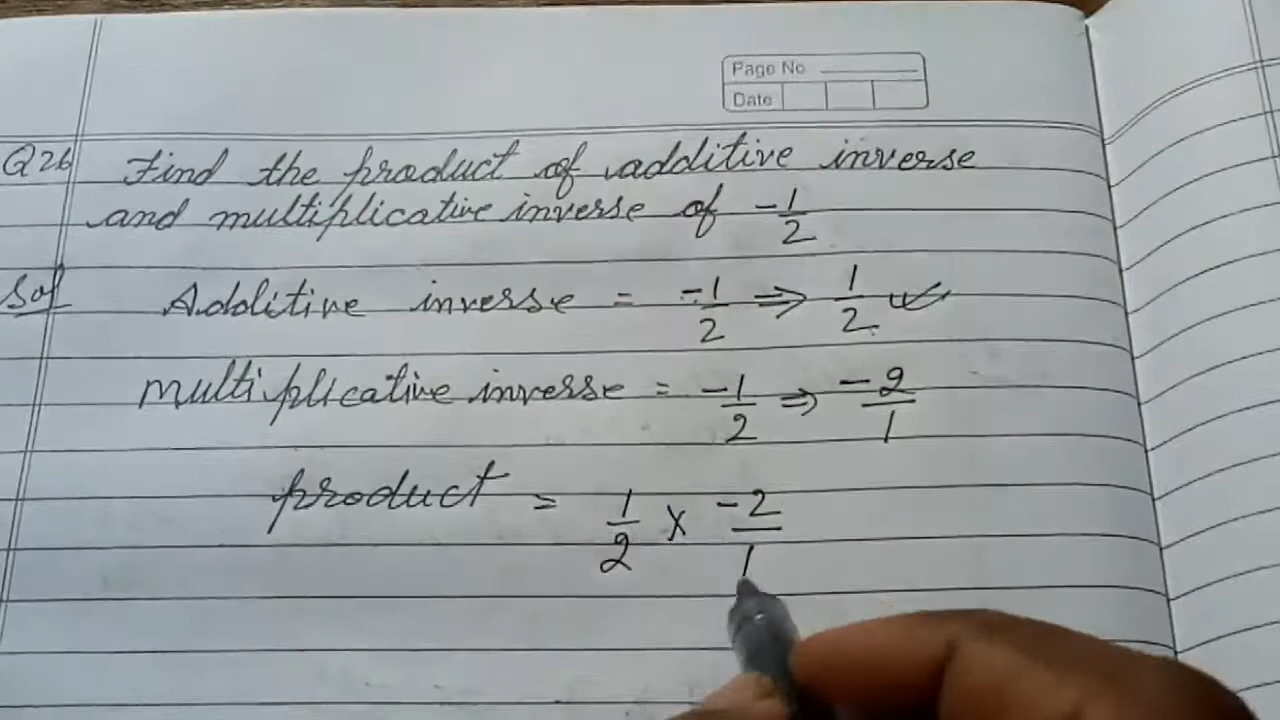 Page No
Date
Q26 Find the product of additive inverse
and multiplicative inverse of -1/2
Sol Additive inverse = -1/2 ⇒ 1/2 ✓
multiplicative inverse = -1/2 ⇒ -2/1
product = 1/2 × -2/1